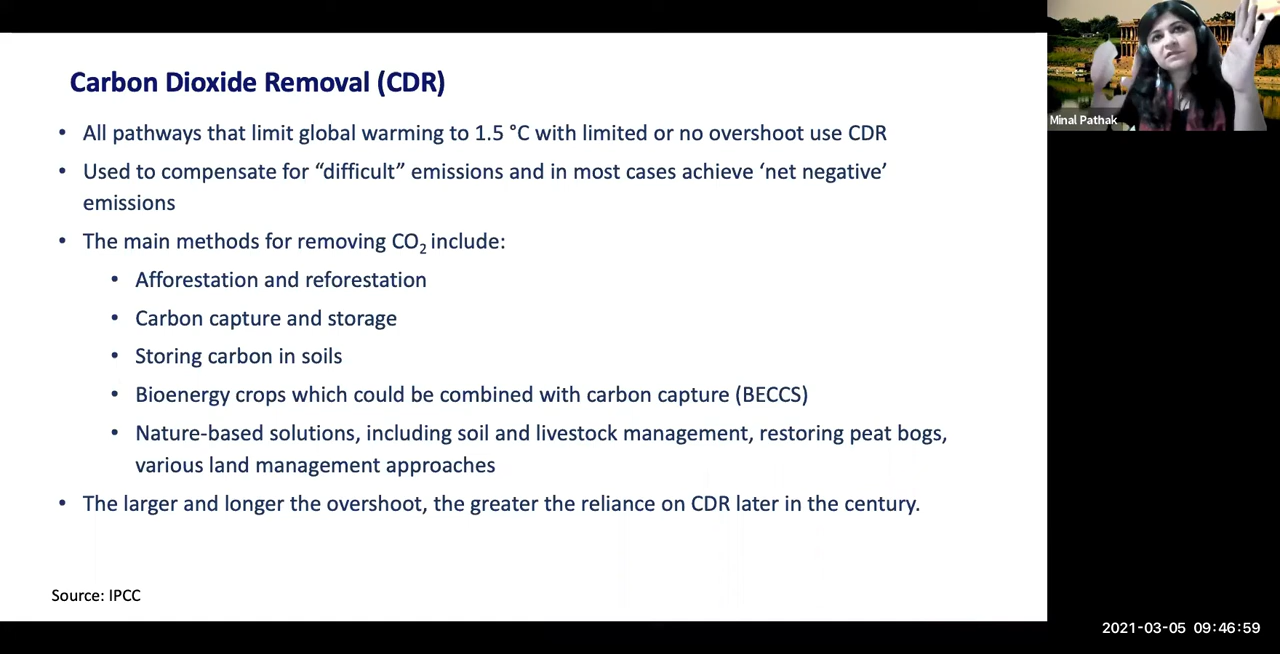 Carbon Dioxide Removal (CDR)
• All pathways that limit global warming to 1.5 °C with limited or no overshoot use CDR
• Used to compensate for “difficult” emissions and in most cases achieve ‘net negative’
emissions
• The main methods for removing CO₂ include:
• Afforestation and reforestation
• Carbon capture and storage
• Storing carbon in soils
• Bioenergy crops which could be combined with carbon capture (BECCS)
• Nature-based solutions, including soil and livestock management, restoring peat bogs,
various land management approaches
• The larger and longer the overshoot, the greater the reliance on CDR later in the century.
Source: IPCC
Minal Pathak
2021-03-05 09:46:59